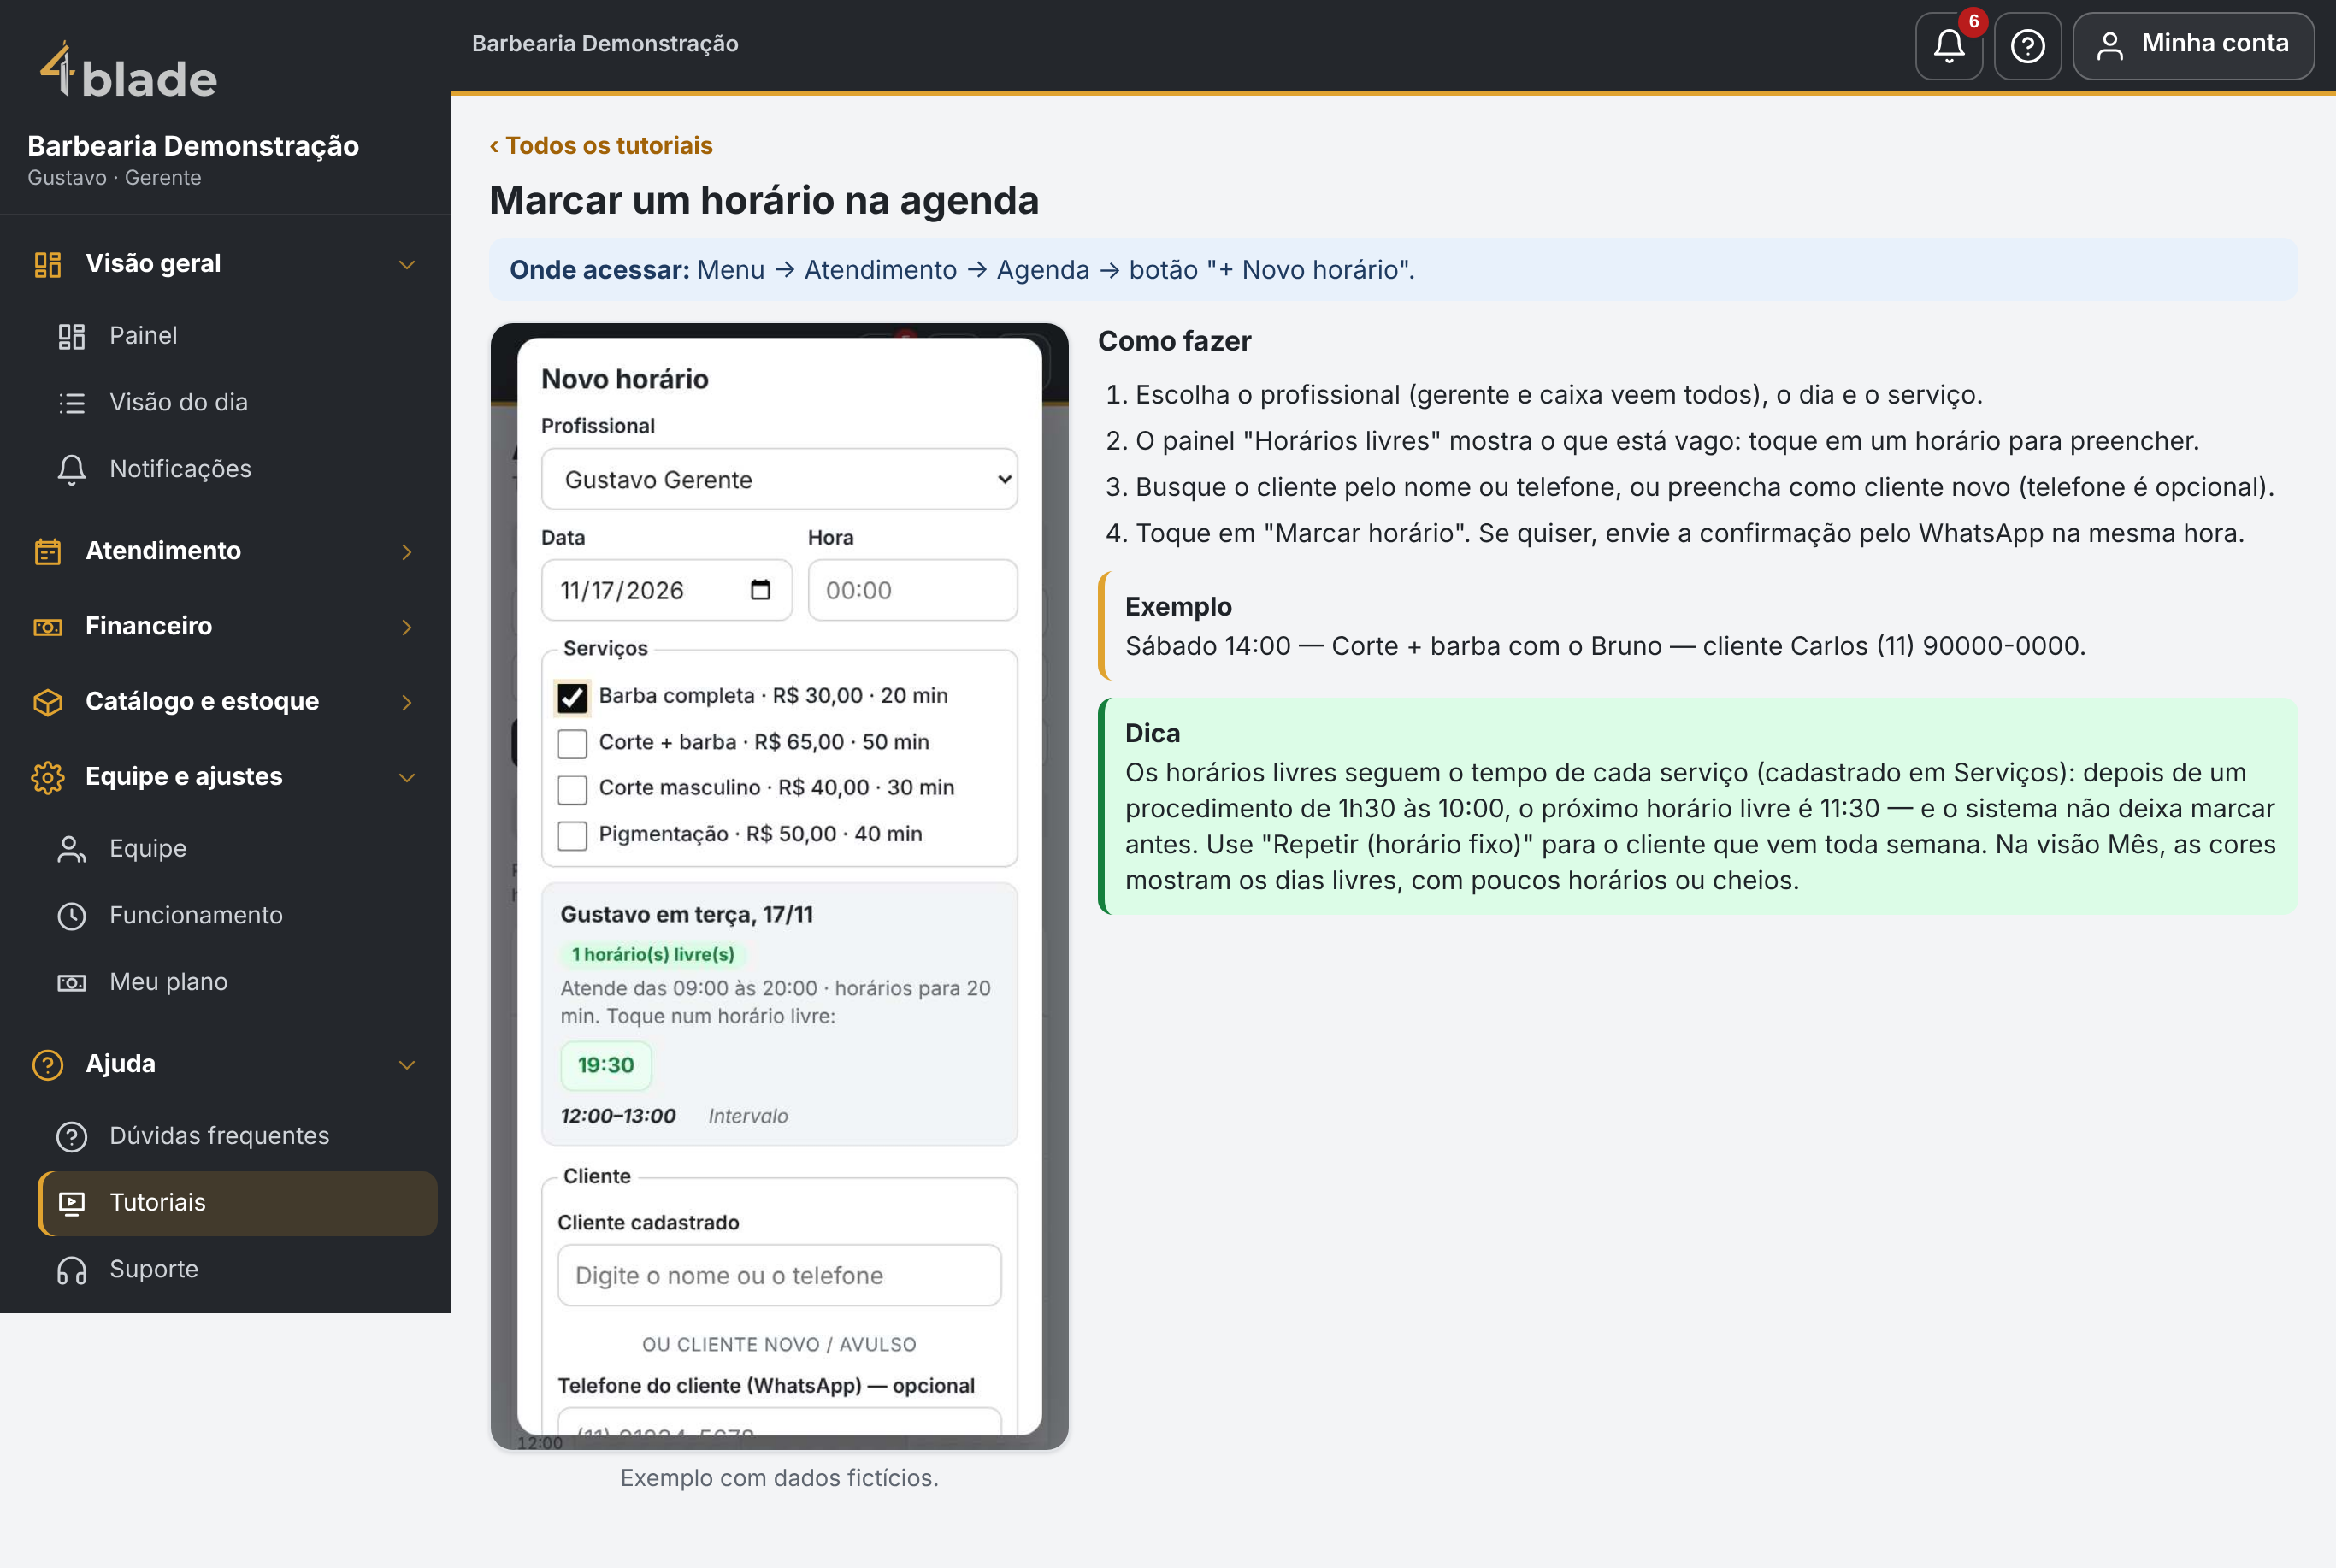 4blade
Barbearia Demonstração
Gustavo · Gerente
Visão geral
Painel
Visão do dia
Notificações
Atendimento
Financeiro
Catálogo e estoque
Equipe e ajustes
Equipe
Funcionamento
Meu plano
Ajuda
Dúvidas frequentes
Tutoriais
Suporte
Barbearia Demonstração
6
Minha conta
‹ Todos os tutoriais
Marcar um horário na agenda
Onde acessar: Menu → Atendimento → Agenda → botão "+ Novo horário".
Novo horário
Profissional
Gustavo Gerente
Data
Hora
11/17/2026
00:00
Serviços
Barba completa · R$ 30,00 · 20 min
Corte + barba · R$ 65,00 · 50 min
Corte masculino · R$ 40,00 · 30 min
Pigmentação · R$ 50,00 · 40 min
Gustavo em terça, 17/11
1 horário(s) livre(s)
Atende das 09:00 às 20:00 · horários para 20
min. Toque num horário livre:
19:30
12:00–13:00 Intervalo
Cliente
Cliente cadastrado
Digite o nome ou o telefone
OU CLIENTE NOVO / AVULSO
Telefone do cliente (WhatsApp) — opcional
12:00
Exemplo com dados fictícios.
Como fazer
1. Escolha o profissional (gerente e caixa veem todos), o dia e o serviço.
2. O painel "Horários livres" mostra o que está vago: toque em um horário para preencher.
3. Busque o cliente pelo nome ou telefone, ou preencha como cliente novo (telefone é opcional).
4. Toque em "Marcar horário". Se quiser, envie a confirmação pelo WhatsApp na mesma hora.
Exemplo
Sábado 14:00 — Corte + barba com o Bruno — cliente Carlos (11) 90000-0000.
Dica
Os horários livres seguem o tempo de cada serviço (cadastrado em Serviços): depois de um
procedimento de 1h30 às 10:00, o próximo horário livre é 11:30 — e o sistema não deixa marcar
antes. Use "Repetir (horário fixo)" para o cliente que vem toda semana. Na visão Mês, as cores
mostram os dias livres, com poucos horários ou cheios.